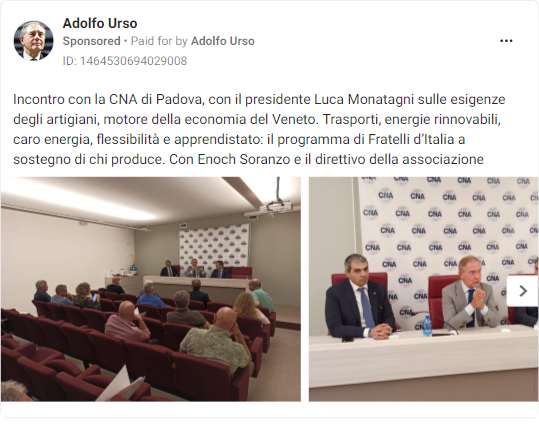 Adolfo Urso
Sponsored • Paid for by Adolfo Urso
ID: 1464530694029008
Incontro con la CNA di Padova, con il presidente Luca Monatagni sulle esigenze
degli artigiani, motore della economia del Veneto. Trasporti, energie rinnovabili,
caro energia, flessibilità e apprendistato: il programma di Fratelli d'Italia a
sostegno di chi produce. Con Enoch Soranzo e il direttivo della associazione
CNA
CNA
CNA
CNA
CNA
CNA
CNA
CNA
CNA
CNA
CNA